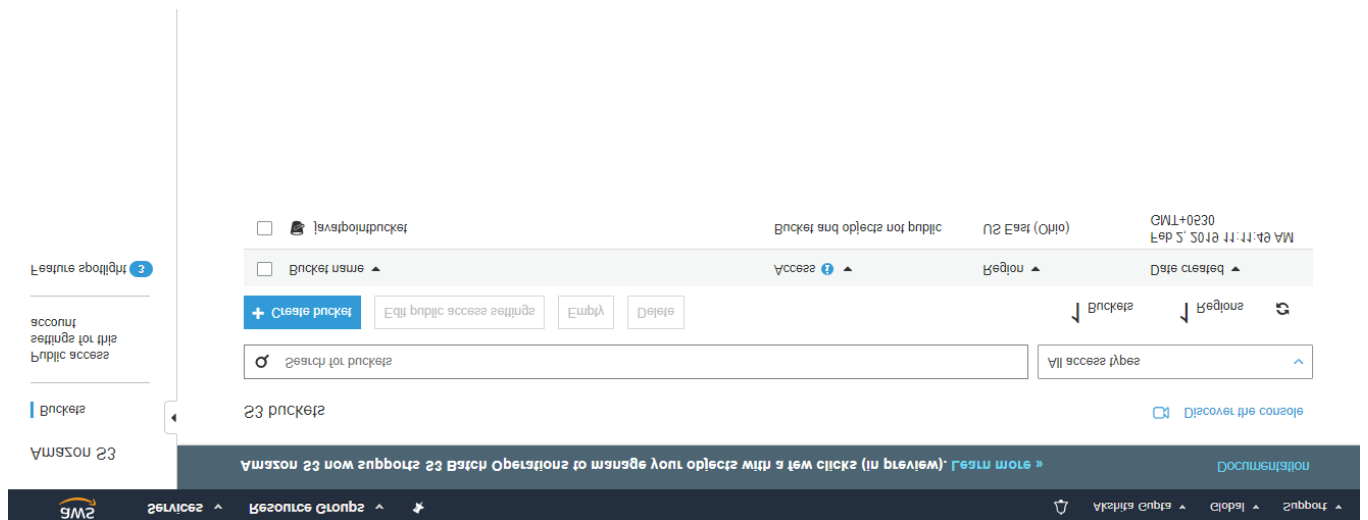 aws Services Resource Groups Akshita Gupta Global Support
Amazon S3 now supports S3 Batch Operations to manage your objects with a few clicks (in preview). Learn more » Documentation
Amazon S3
Buckets
Public access
settings for this
account
Feature spotlight 3
S3 buckets Discover the console
Search for buckets All access types
+ Create bucket Edit public access settings Empty Delete 1 Buckets 1 Regions
Bucket name Access Region Date created
javatpointbucket Bucket and objects not public US East (Ohio) Feb 2, 2019 11:11:49 AM
GMT+0530